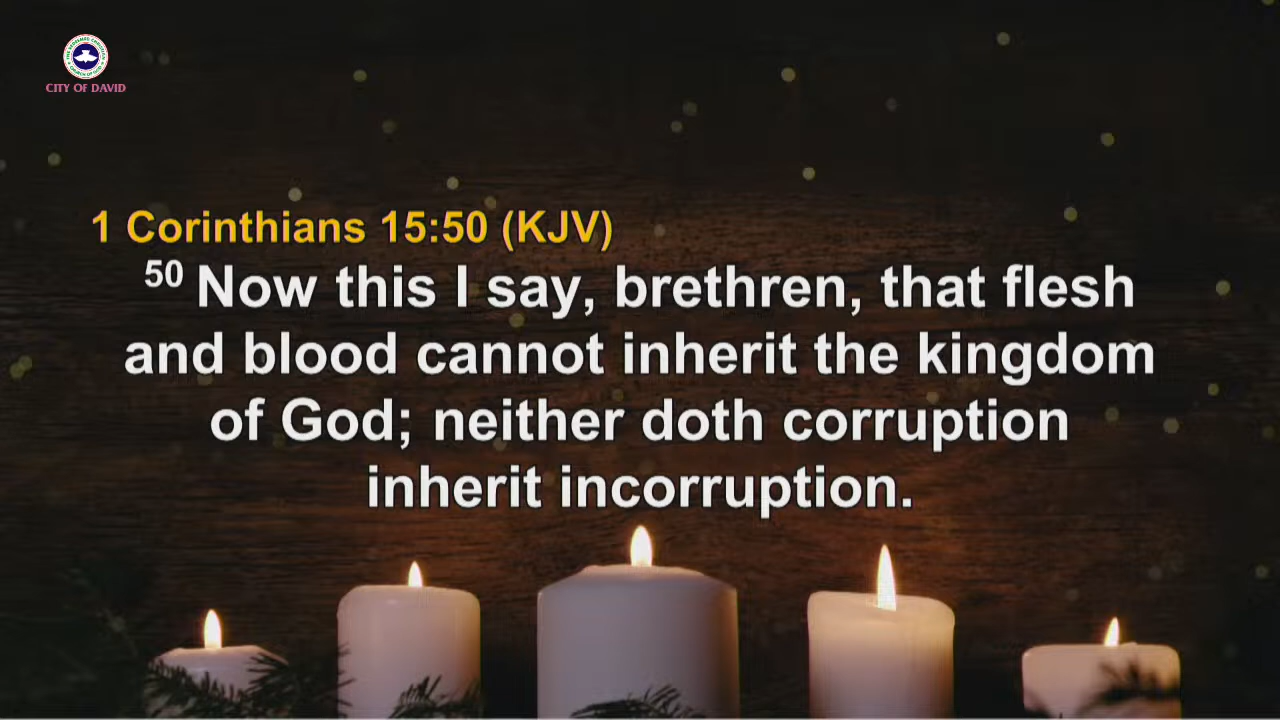 CITY OF DAVID
1 Corinthians 15:50 (KJV)
50 Now this I say, brethren, that flesh
and blood cannot inherit the kingdom
of God; neither doth corruption
inherit incorruption.